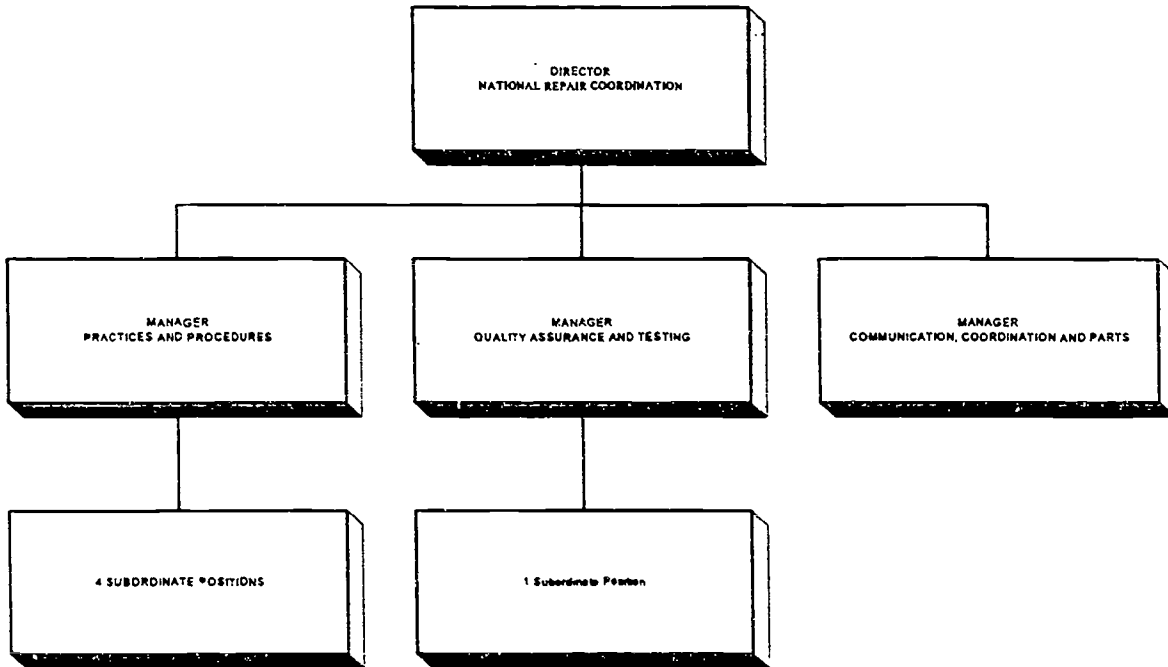 DIRECTOR
NATIONAL REPAIR COORDINATION
MANAGER
PRACTICES AND PROCEDURES
MANAGER
QUALITY ASSURANCE AND TESTING
MANAGER
COMMUNICATION, COORDINATION AND PARTS
4 SUBORDINATE POSITIONS
1 Subordinate Position